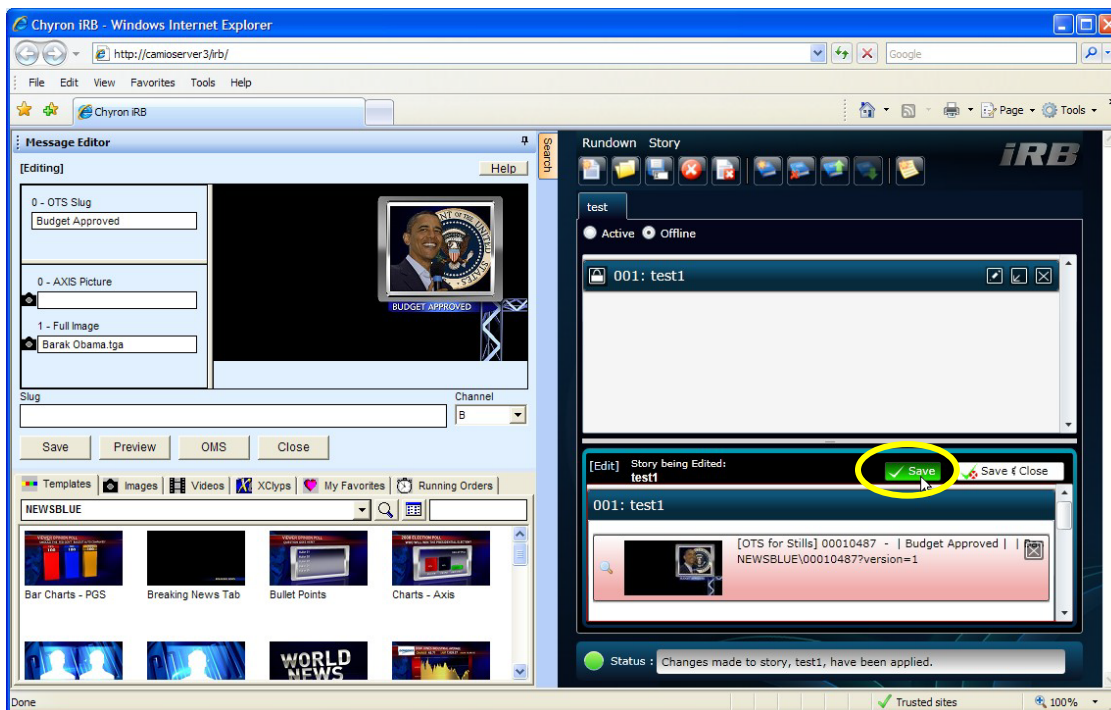 Chyron iRB - Windows Internet Explorer
http://camioserver3/irb/
Google
File Edit View Favorites Tools Help
Chyron iRB
Page Tools
Message Editor
[Editing]
Help
0 - OTS Slug
Budget Approved
0 - AXIS Picture
1 - Full Image
Barak Obama.tga
BUDGET APPROVED
Slug
Channel
B
Save Preview OMS Close
Templates Images Videos XClyps My Favorites Running Orders
NEWSBLUE
Bar Charts - PGS
Breaking News Tab
Bullet Points
Charts - Axis
WORLD
NEWS
Search
Rundown Story
iRB
test
Active Offline
001: test1
[Edit] Story being Edited:
test1
Save
Save & Close
001: test1
[OTS for Stills] 00010487 - | Budget Approved | |
NEWSBLUE\00010487?version=1
Status : Changes made to story, test1, have been applied.
Done
Trusted sites
100%